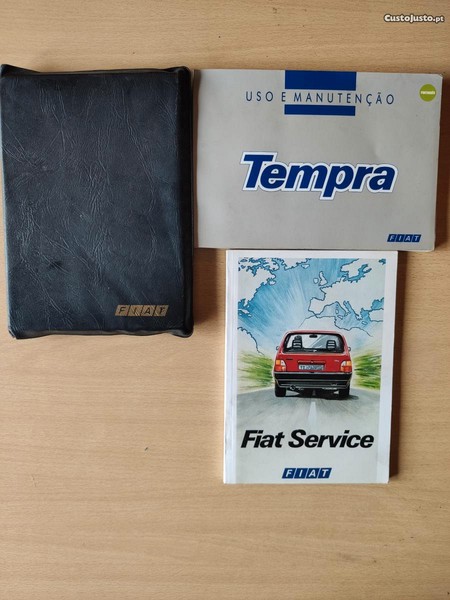 CustoJusto.pt
USO E MANUTENÇÃO
Tempra
FIAT
FIAT
Fiat Service
FIAT